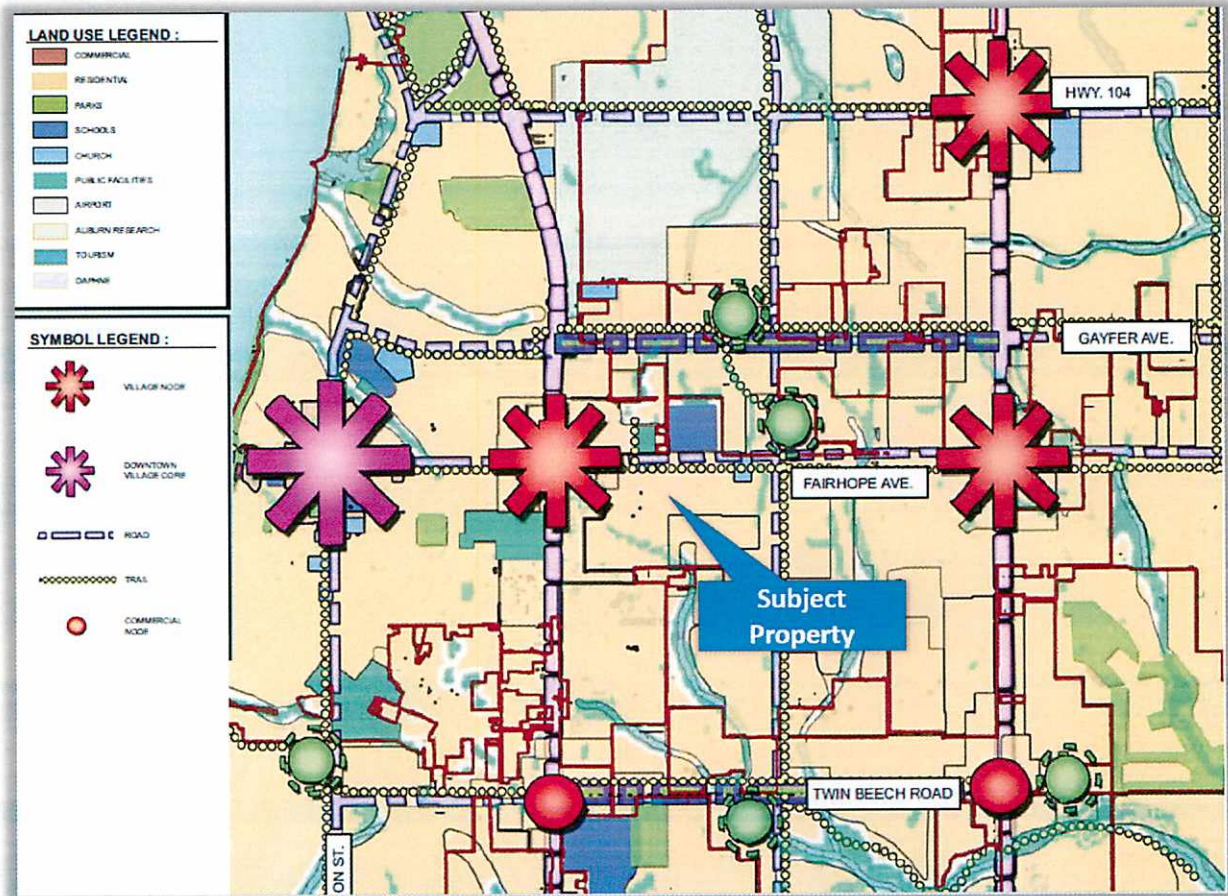 LAND USE LEGEND :
COMMERCIAL
RESIDENTIAL
PARKS
SCHOOLS
CHURCH
PUBLIC FACILITIES
AIRPORT
AUBURN RESEARCH
TOURISM
DAPHNE
SYMBOL LEGEND :
VILLAGE NODE
DOWNTOWN
VILLAGE CORE
ROAD
TRAIL
COMMERCIAL
NODE
HWY. 104
GAYFER AVE.
FAIRHOPE AVE.
Subject
Property
TWIN BEECH ROAD
ON ST.